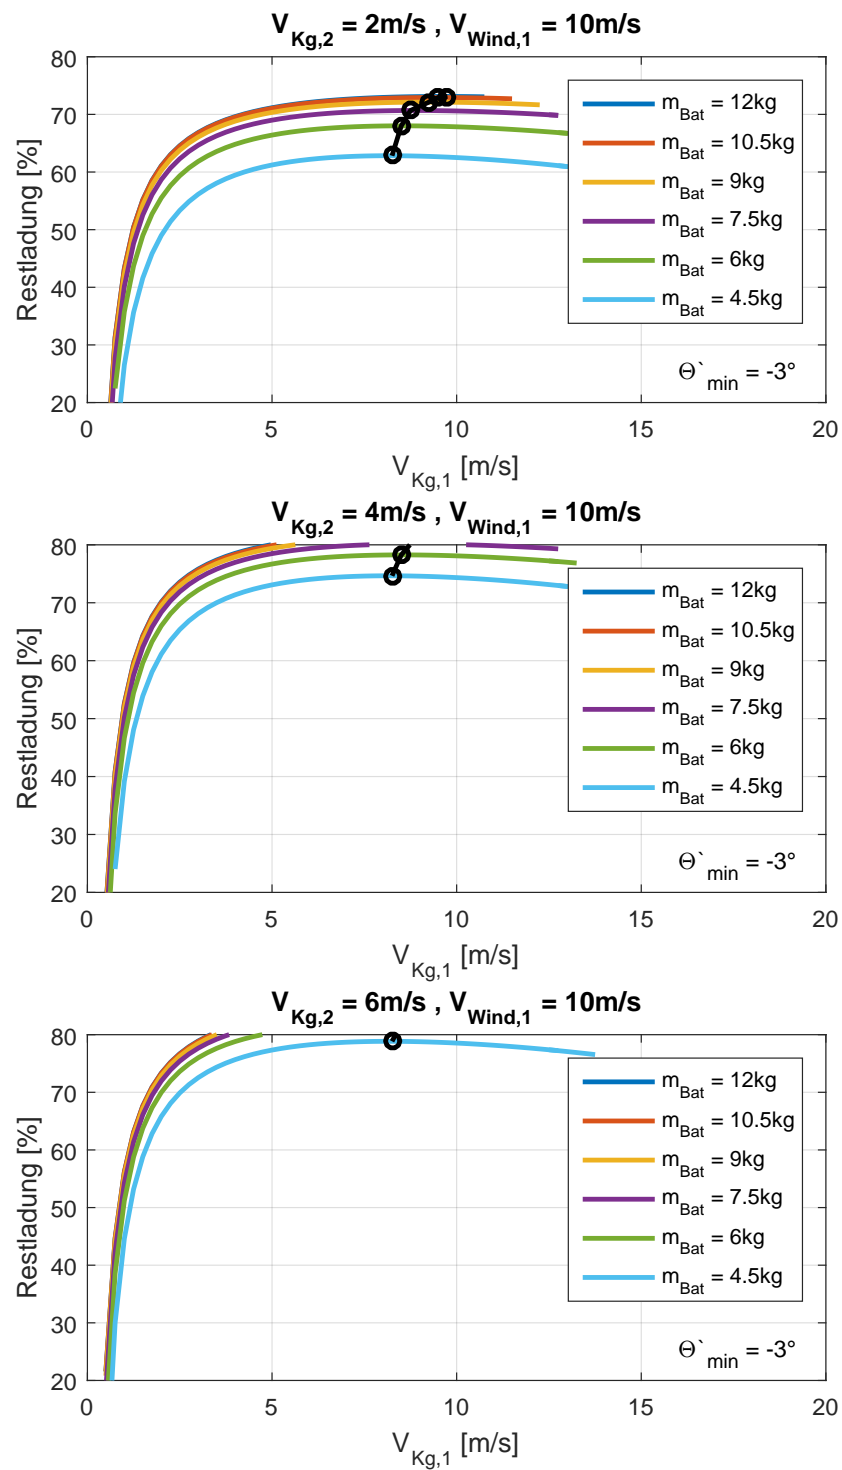 V_Kg,2 = 2m/s , V_Wind,1 = 10m/s
Restladung [%]
80
70
60
50
40
30
20
m_Bat = 12kg
m_Bat = 10.5kg
m_Bat = 9kg
m_Bat = 7.5kg
m_Bat = 6kg
m_Bat = 4.5kg
Θ`_min = -3°
0 5 10 15 20
V_Kg,1 [m/s]
V_Kg,2 = 4m/s , V_Wind,1 = 10m/s
Restladung [%]
80
70
60
50
40
30
20
m_Bat = 12kg
m_Bat = 10.5kg
m_Bat = 9kg
m_Bat = 7.5kg
m_Bat = 6kg
m_Bat = 4.5kg
Θ`_min = -3°
0 5 10 15 20
V_Kg,1 [m/s]
V_Kg,2 = 6m/s , V_Wind,1 = 10m/s
Restladung [%]
80
70
60
50
40
30
20
m_Bat = 12kg
m_Bat = 10.5kg
m_Bat = 9kg
m_Bat = 7.5kg
m_Bat = 6kg
m_Bat = 4.5kg
Θ`_min = -3°
0 5 10 15 20
V_Kg,1 [m/s]